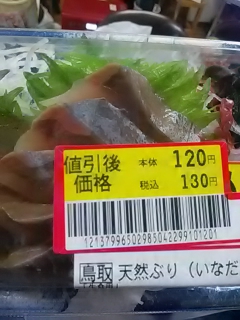 値引後 本体 120円
価格 税込 130円
1213799650298504229910120１
鳥取 天然ぶり（いなだ